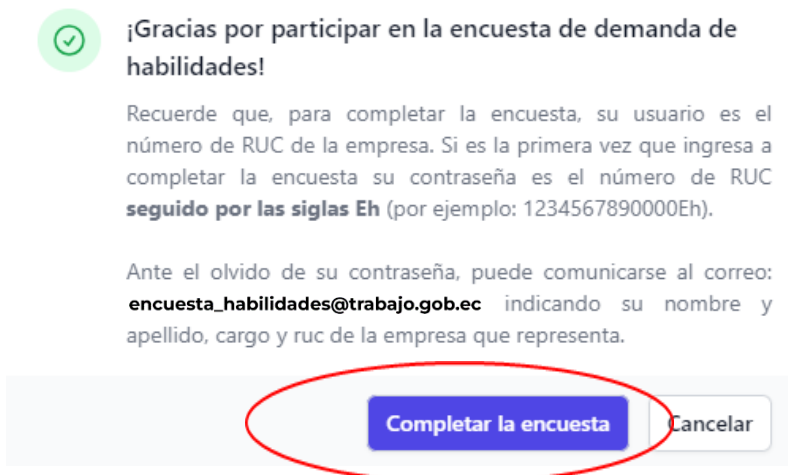 ¡Gracias por participar en la encuesta de demanda de
habilidades!
Recuerde que, para completar la encuesta, su usuario es el
número de RUC de la empresa. Si es la primera vez que ingresa a
completar la encuesta su contraseña es el número de RUC
seguido por las siglas Eh (por ejemplo: 1234567890000Eh).
Ante el olvido de su contraseña, puede comunicarse al correo:
encuesta_habilidades@trabajo.gob.ec indicando su nombre y
apellido, cargo y ruc de la empresa que representa.
Completar la encuesta Cancelar